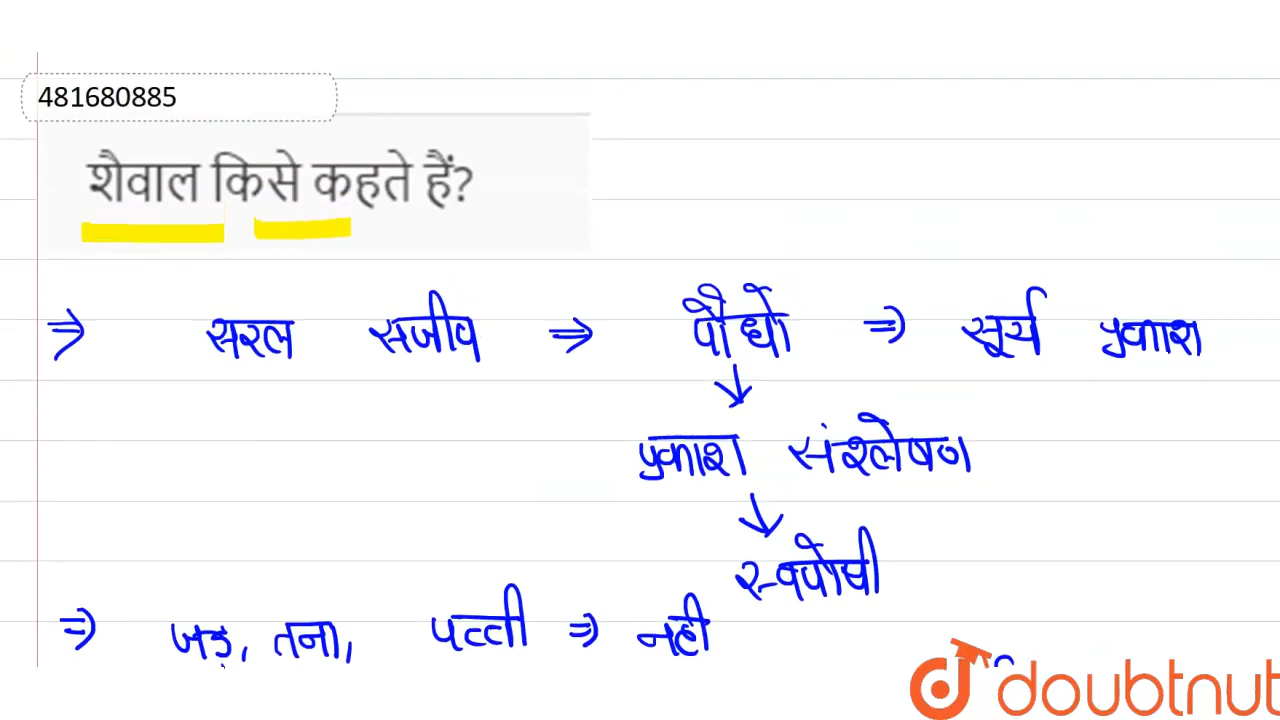 481680885
शैवाल किसे कहते हैं?
⇒ सरल सजीव ⇒ पौधो ⇒ सूर्य प्रकाश
↓
प्रकाश संश्लेषण
↓
स्वपोषी
⇒ जड़, तना, पत्ती ⇒ नही
doubtnut